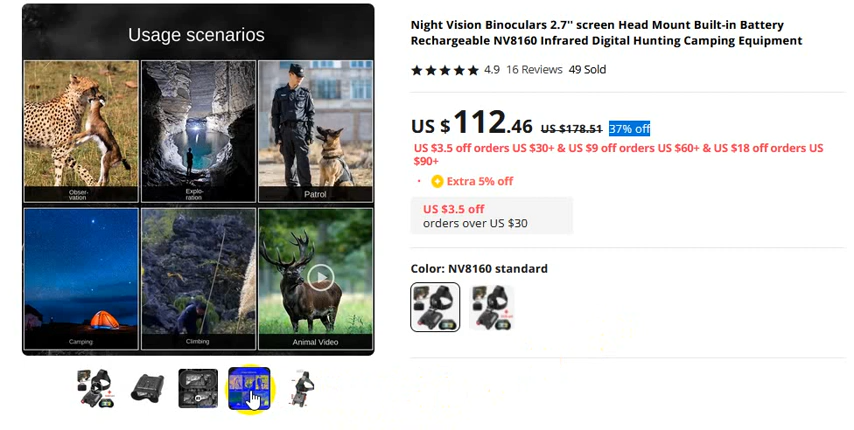 Usage scenarios
Obser-
vation
Explo-
ration
Patrol
Camping
Climbing
Animal Video
Night Vision Binoculars 2.7'' screen Head Mount Built-in Battery
Rechargeable NV8160 Infrared Digital Hunting Camping Equipment
4.9 16 Reviews 49 Sold
US $112.46 US $178.51 37% off
US $3.5 off orders US $30+ & US $9 off orders US $60+ & US $18 off orders US
$90+
· Extra 5% off
US $3.5 off
orders over US $30
Color: NV8160 standard